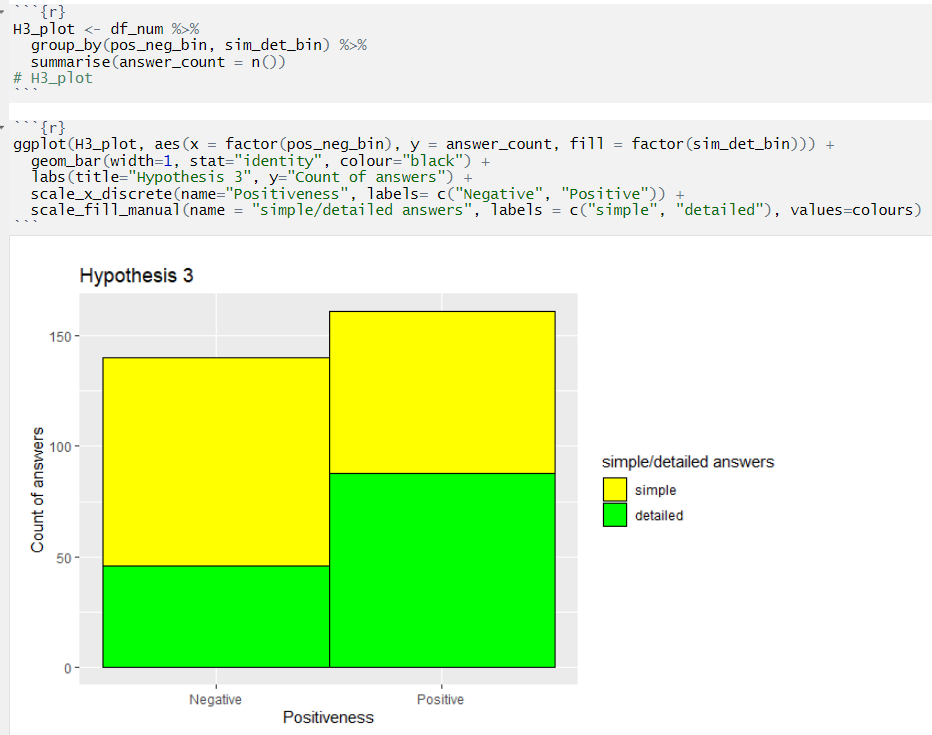 ```{r}
H3_plot <- df_num %>%
  group_by(pos_neg_bin, sim_det_bin) %>%
  summarise(answer_count = n())
# H3_plot
```
```{r}
ggplot(H3_plot, aes(x = factor(pos_neg_bin), y = answer_count, fill = factor(sim_det_bin))) +
  geom_bar(width=1, stat="identity", colour="black") +
  labs(title="Hypothesis 3", y="Count of answers") +
  scale_x_discrete(name="Positiveness", labels= c("Negative", "Positive")) +
  scale_fill_manual(name = "simple/detailed answers", labels = c("simple", "detailed"), values=colours)
```
Hypothesis 3
150
100
50
0
Count of answers
Negative Positive
Positiveness
simple/detailed answers
simple
detailed